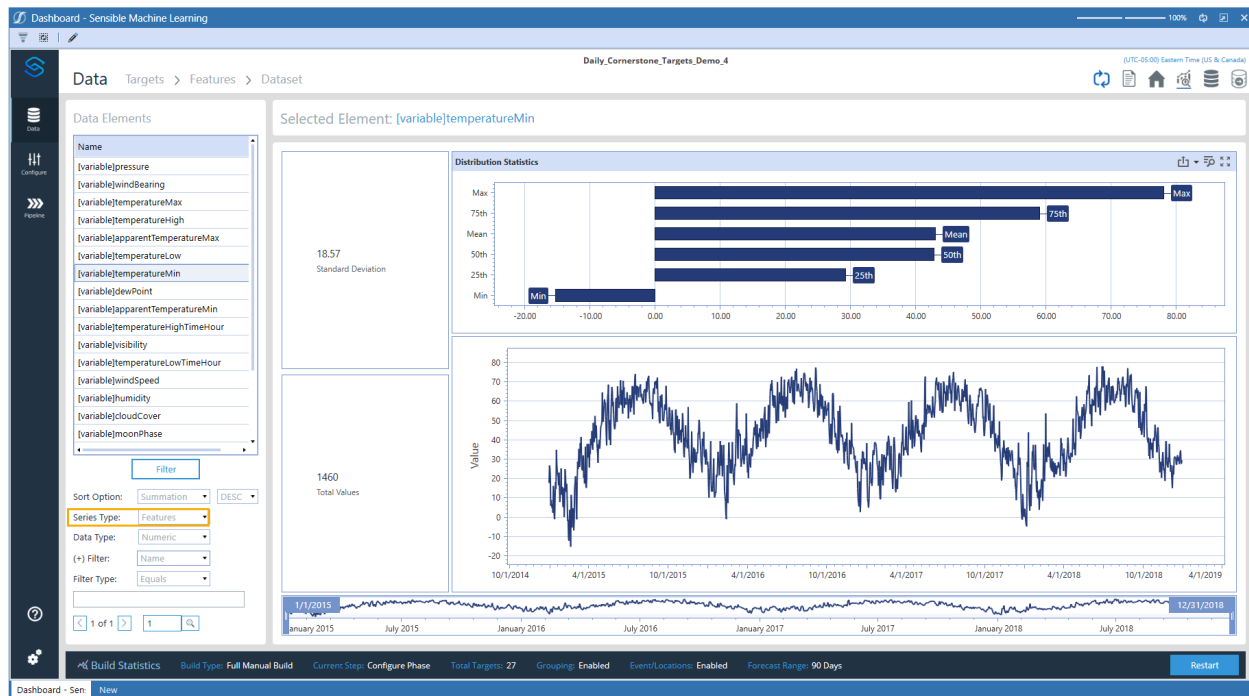 Dashboard - Sensible Machine Learning
100%
Daily_Cornerstone_Targets_Demo_4
(UTC-05:00) Eastern Time (US & Canada)
Data Targets > Features > Dataset
Data
Configure
Pipeline
Data Elements
Name
[variable]pressure
[variable]windBearing
[variable]temperatureMax
[variable]temperatureHigh
[variable]apparentTemperatureMax
[variable]temperatureLow
[variable]temperatureMin
[variable]dewPoint
[variable]apparentTemperatureMin
[variable]temperatureHighTimeHour
[variable]visibility
[variable]temperatureLowTimeHour
[variable]windSpeed
[variable]humidity
[variable]cloudCover
[variable]moonPhase
Filter
Sort Option: Summation DESC
Series Type: Features
Data Type: Numeric
(+) Filter: Name
Filter Type: Equals
1 of 1 1
Selected Element: [variable]temperatureMin
18.57
Standard Deviation
1460
Total Values
Distribution Statistics
Max Max
75th 75th
Mean Mean
50th 50th
25th 25th
Min Min
-20.00 -10.00 0.00 10.00 20.00 30.00 40.00 50.00 60.00 70.00 80.00
Value
80
70
60
50
40
30
20
10
0
-10
-20
10/1/2014 4/1/2015 10/1/2015 4/1/2016 10/1/2016 4/1/2017 10/1/2017 4/1/2018 10/1/2018 4/1/2019
1/1/2015 12/31/2018
anuary 2015 July 2015 January 2016 July 2016 January 2017 July 2017 January 2018 July 2018
Build Statistics Build Type: Full Manual Build Current Step: Configure Phase Total Targets: 27 Grouping: Enabled Event/Locations: Enabled Forecast Range: 90 Days Restart
Dashboard - Sen: New